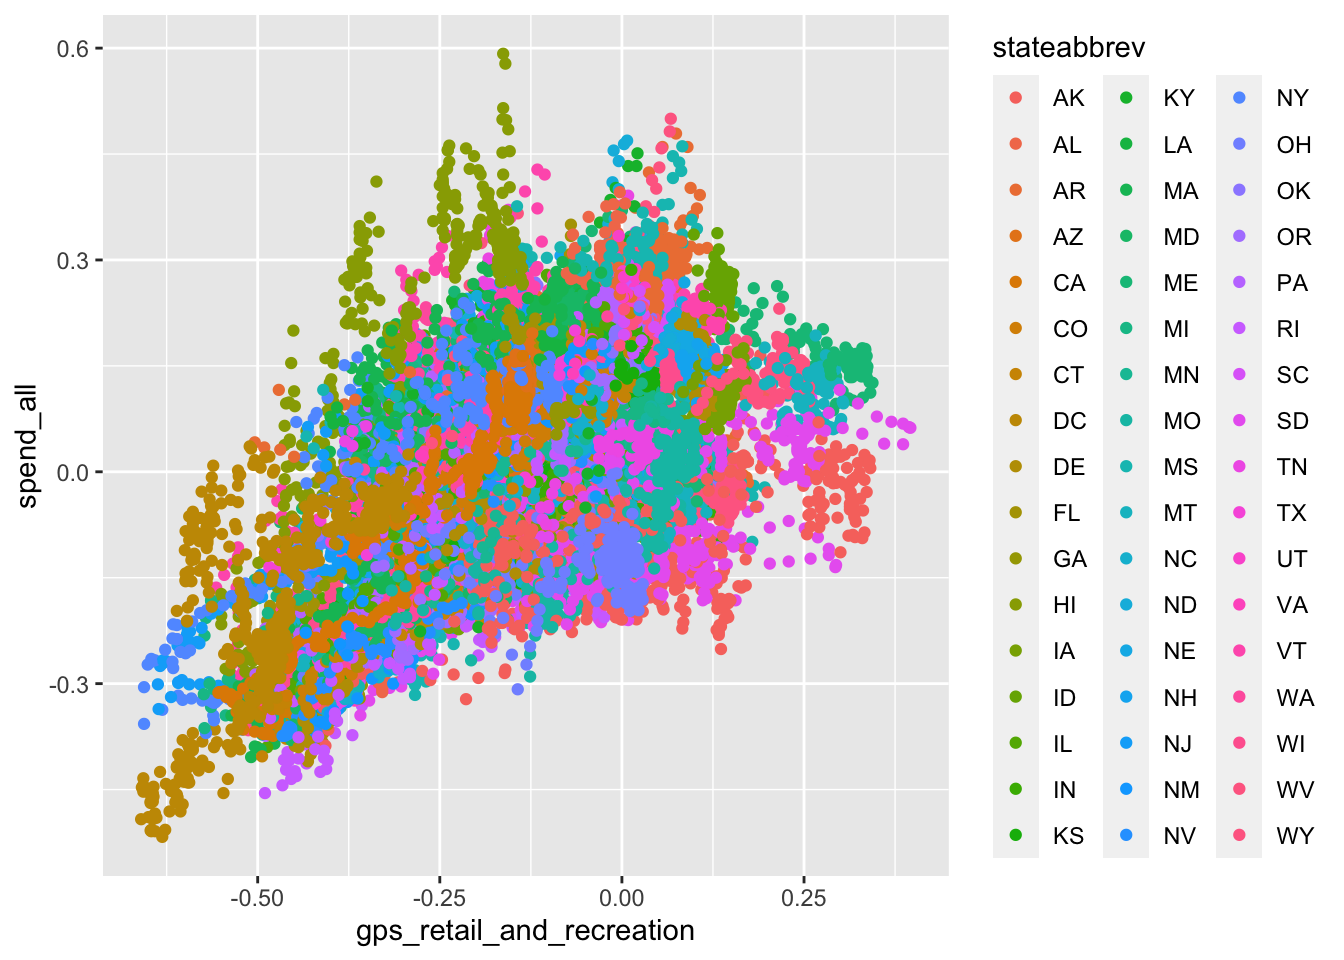 stateabbrev
AK KY NY
AL LA OH
AR MA OK
AZ MD OR
CA ME PA
CO MI RI
CT MN SC
DC MO SD
DE MS TN
FL MT TX
GA NC UT
HI ND VA
IA NE VT
ID NH WA
IL NJ WI
IN NM WV
KS NV WY
0.6
0.3
0.0
-0.3
spend_all
-0.50 -0.25 0.00 0.25
gps_retail_and_recreation